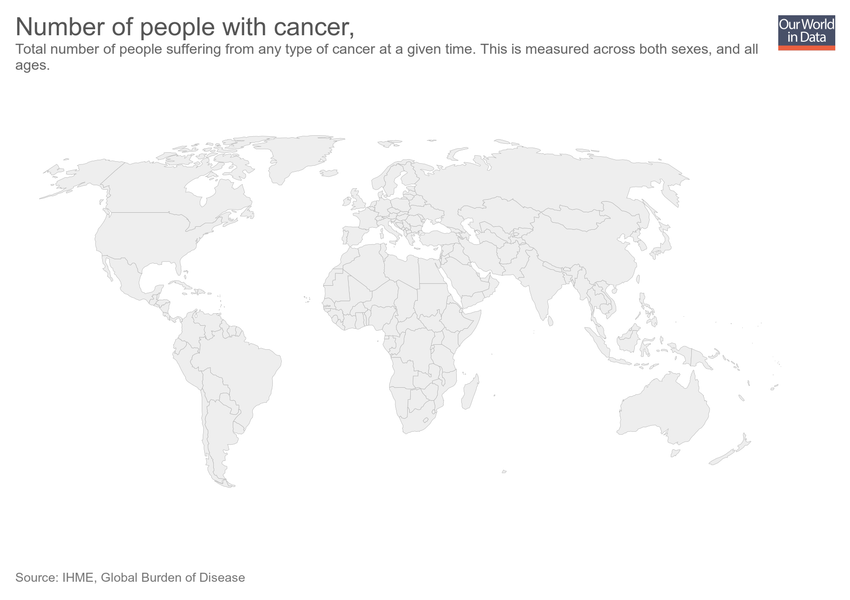 Number of people with cancer,
Our World
in Data
Total number of people suffering from any type of cancer at a given time. This is measured across both sexes, and all
ages.
Source: IHME, Global Burden of Disease